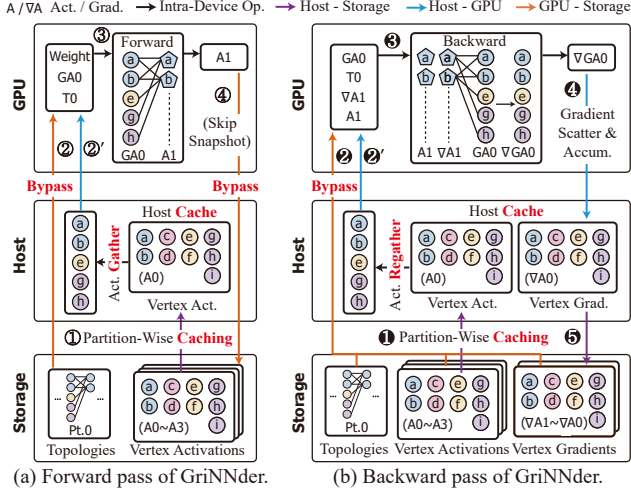 A / ∇A Act. / Grad. → Intra-Device Op. → Host - Storage → Host - GPU → GPU - Storage
GPU
Weight
GA0
T0
③
Forward
a
b
e
g
h
GA0
a
b
A1
A1
④
(Skip
Snapshot)
②
②′
Bypass
Bypass
Host
a
b
e
g
h
Act. Gather
Host Cache
a c e g
b d f h
i
(A0)
Vertex Act.
① Partition-Wise Caching
Storage
... ...
Pt.0
Topologies
a c e g
b d f h
i
(A0~A3)
Vertex Activations
(a) Forward pass of GriNNder.
GPU
GA0
T0
∇A1
A1
❸
Backward
a
b
A1
a
b
∇A1
a
b
e
g
h
GA0
a
b
e
g
h
∇GA0
∇GA0
❹
Gradient
Scatter &
Accum.
❷
❷′
Bypass
Host
a
b
e
g
h
Act. Regather
Host Cache
a c e g
b d f h
i
(A0)
Vertex Act.
a c e g
b d f h
i
(∇A0)
Vertex Grad.
❶ Partition-Wise Caching
❺
Storage
... ...
Pt.0
Topologies
a c e g
b d f h
i
(A0~A3)
Vertex Activations
a c e g
b d f h
i
(∇A1~∇A0)
Vertex Gradients
(b) Backward pass of GriNNder.